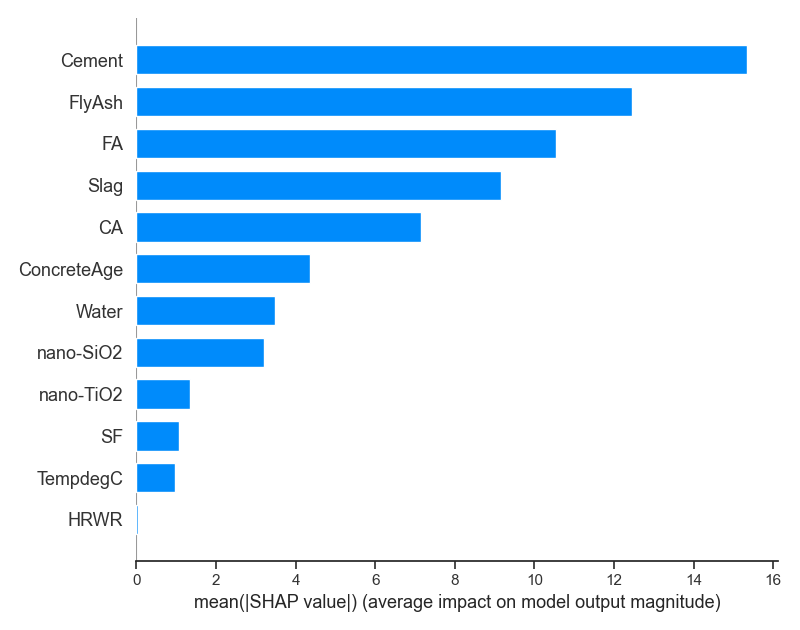 Cement
FlyAsh
FA
Slag
CA
ConcreteAge
Water
nano-SiO2
nano-TiO2
SF
TempdegC
HRWR
0 2 4 6 8 10 12 14 16
mean(|SHAP value|) (average impact on model output magnitude)